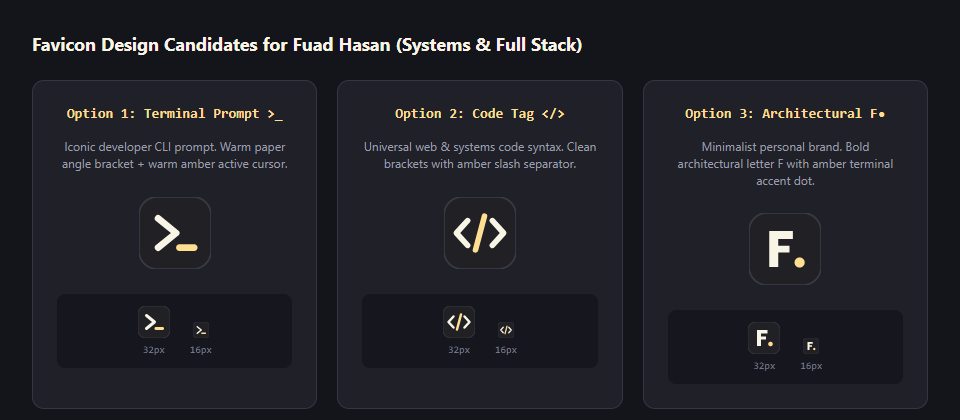 Favicon Design Candidates for Fuad Hasan (Systems & Full Stack)
Option 1: Terminal Prompt >_
Iconic developer CLI prompt. Warm paper
angle bracket + warm amber active cursor.
>_
>_
>_
32px
16px
Option 2: Code Tag </>
Universal web & systems code syntax. Clean
brackets with amber slash separator.
</>
</>
</>
32px
16px
Option 3: Architectural F•
Minimalist personal brand. Bold
architectural letter F with amber terminal
accent dot.
F.
F.
F.
32px
16px